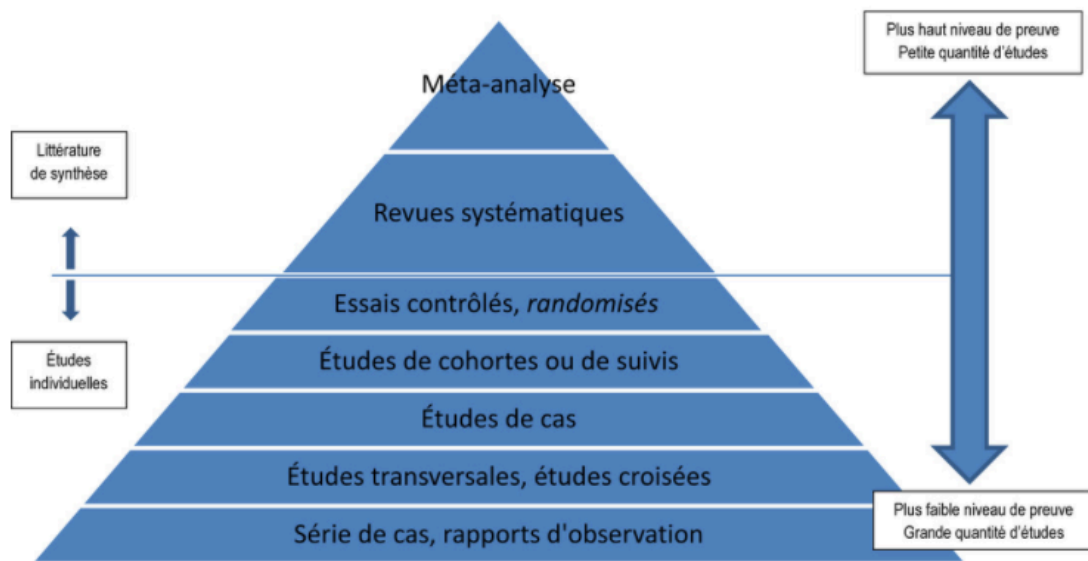 Plus haut niveau de preuve
Petite quantité d'études
Méta-analyse
Littérature
de synthèse
Revues systématiques
Essais contrôlés, randomisés
Études de cohortes ou de suivis
Études
individuelles
Études de cas
Études transversales, études croisées
Plus faible niveau de preuve
Grande quantité d'études
Série de cas, rapports d'observation